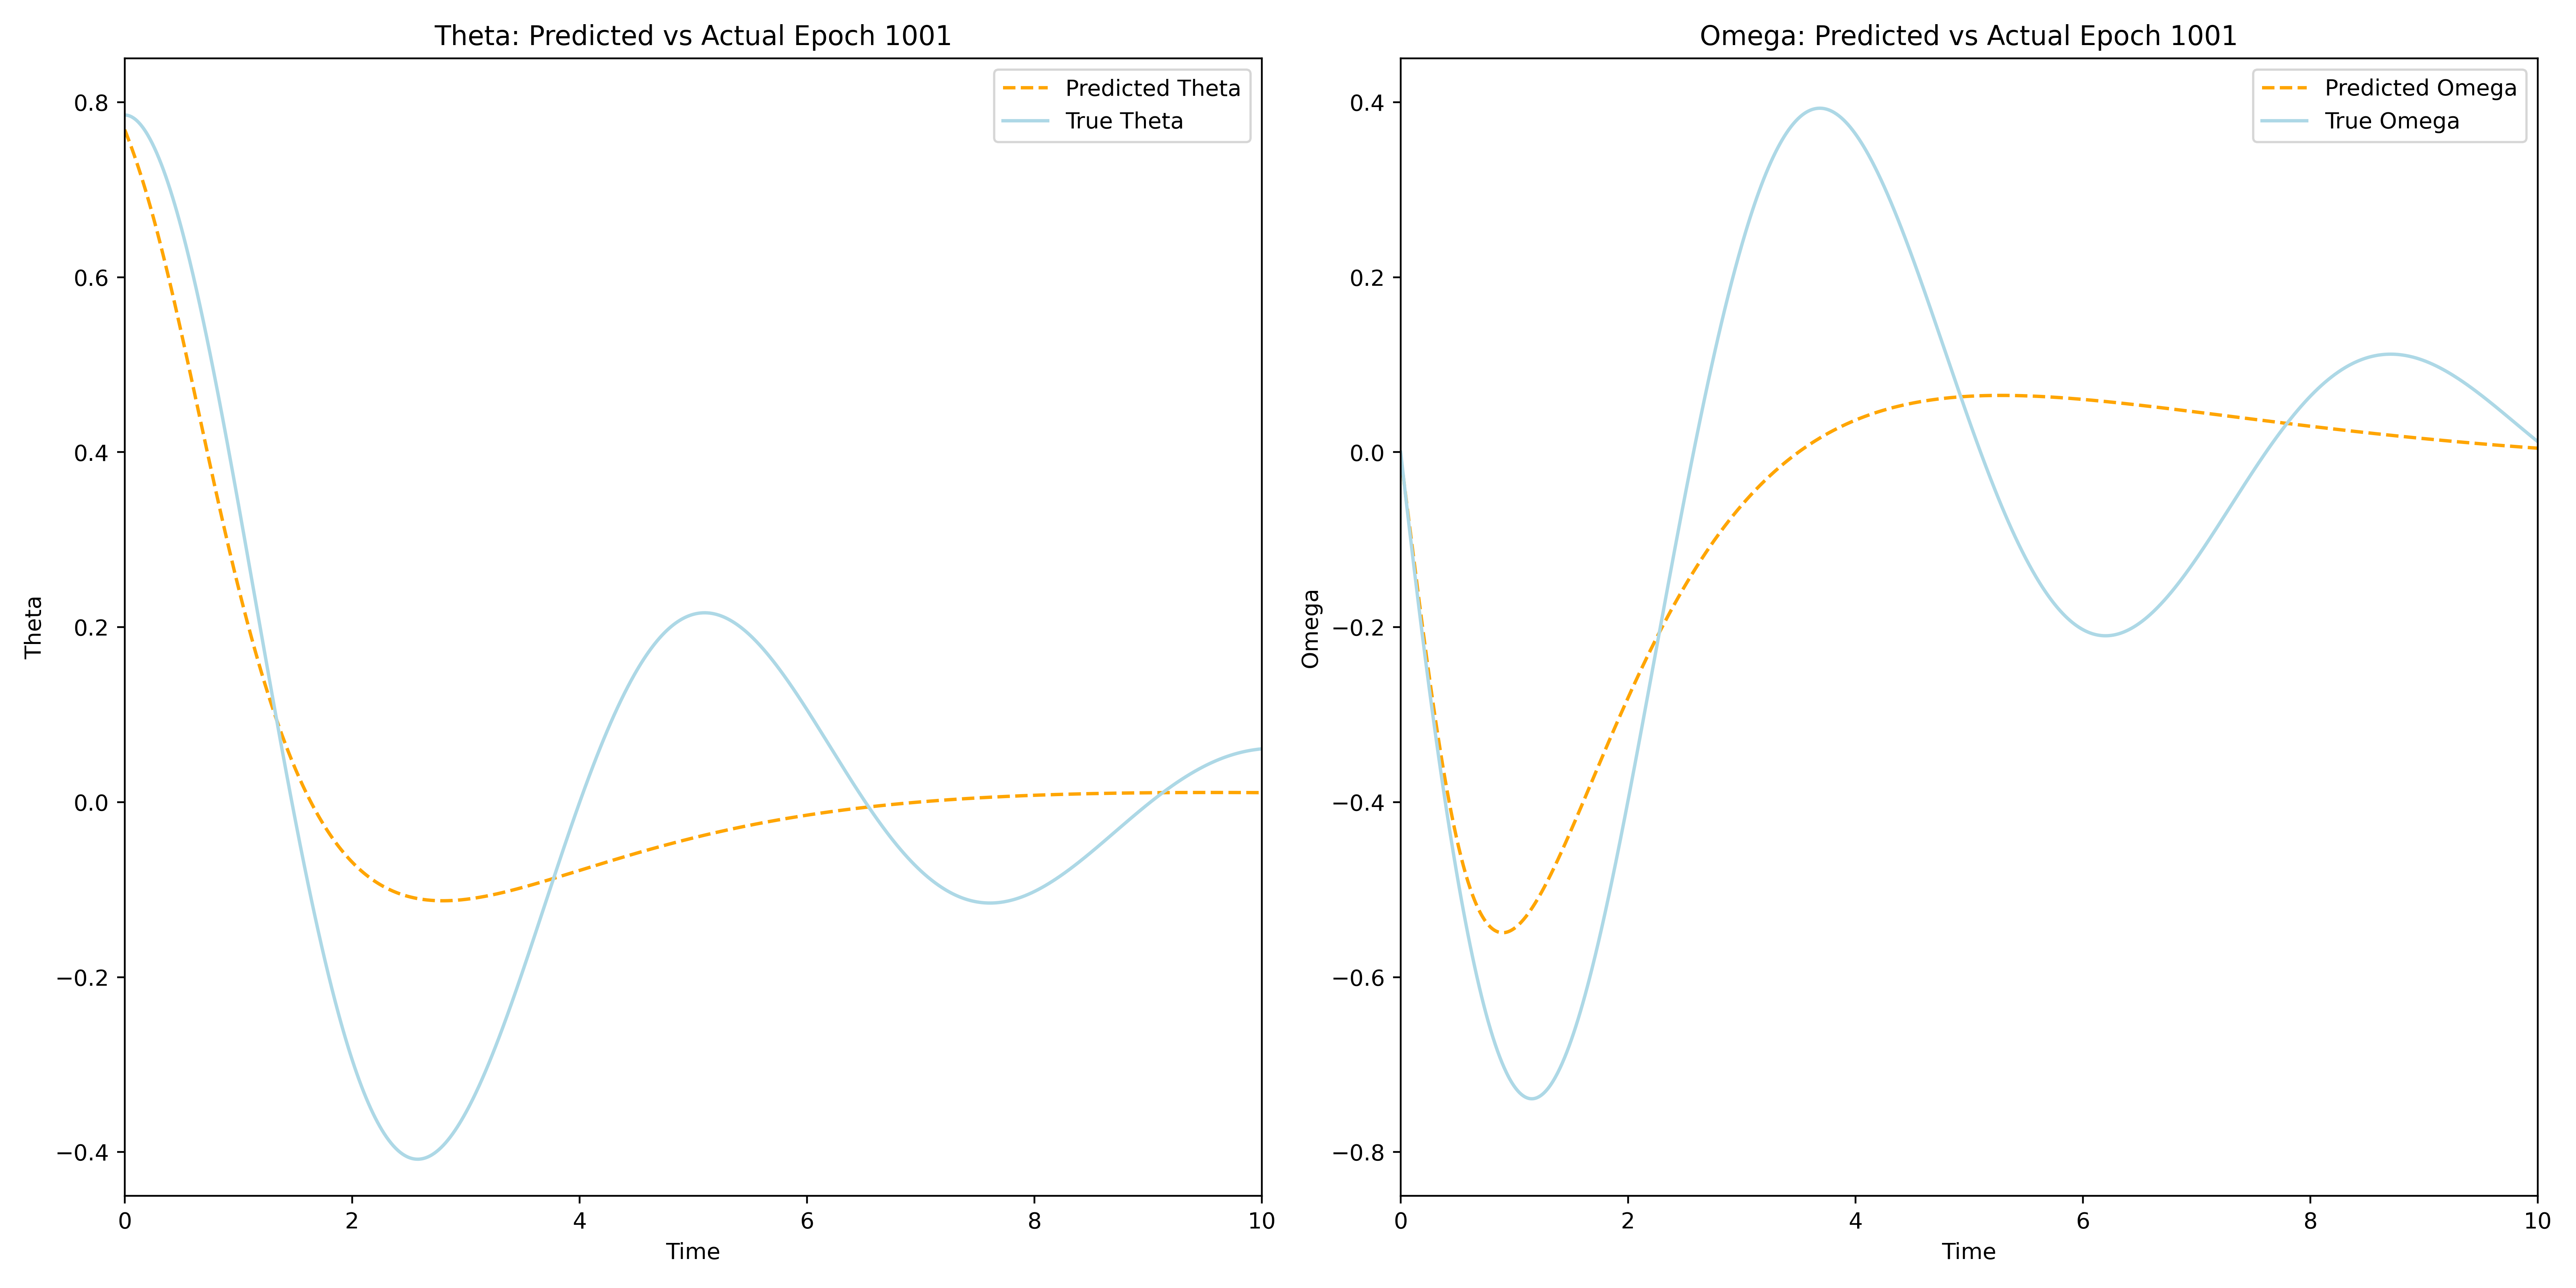 Theta: Predicted vs Actual Epoch 1001
Predicted Theta
True Theta
0.8
0.6
0.4
0.2
0.0
−0.2
−0.4
Theta
0
2
4
6
8
10
Time
Omega: Predicted vs Actual Epoch 1001
Predicted Omega
True Omega
0.4
0.2
0.0
−0.2
−0.4
−0.6
−0.8
Omega
0
2
4
6
8
10
Time